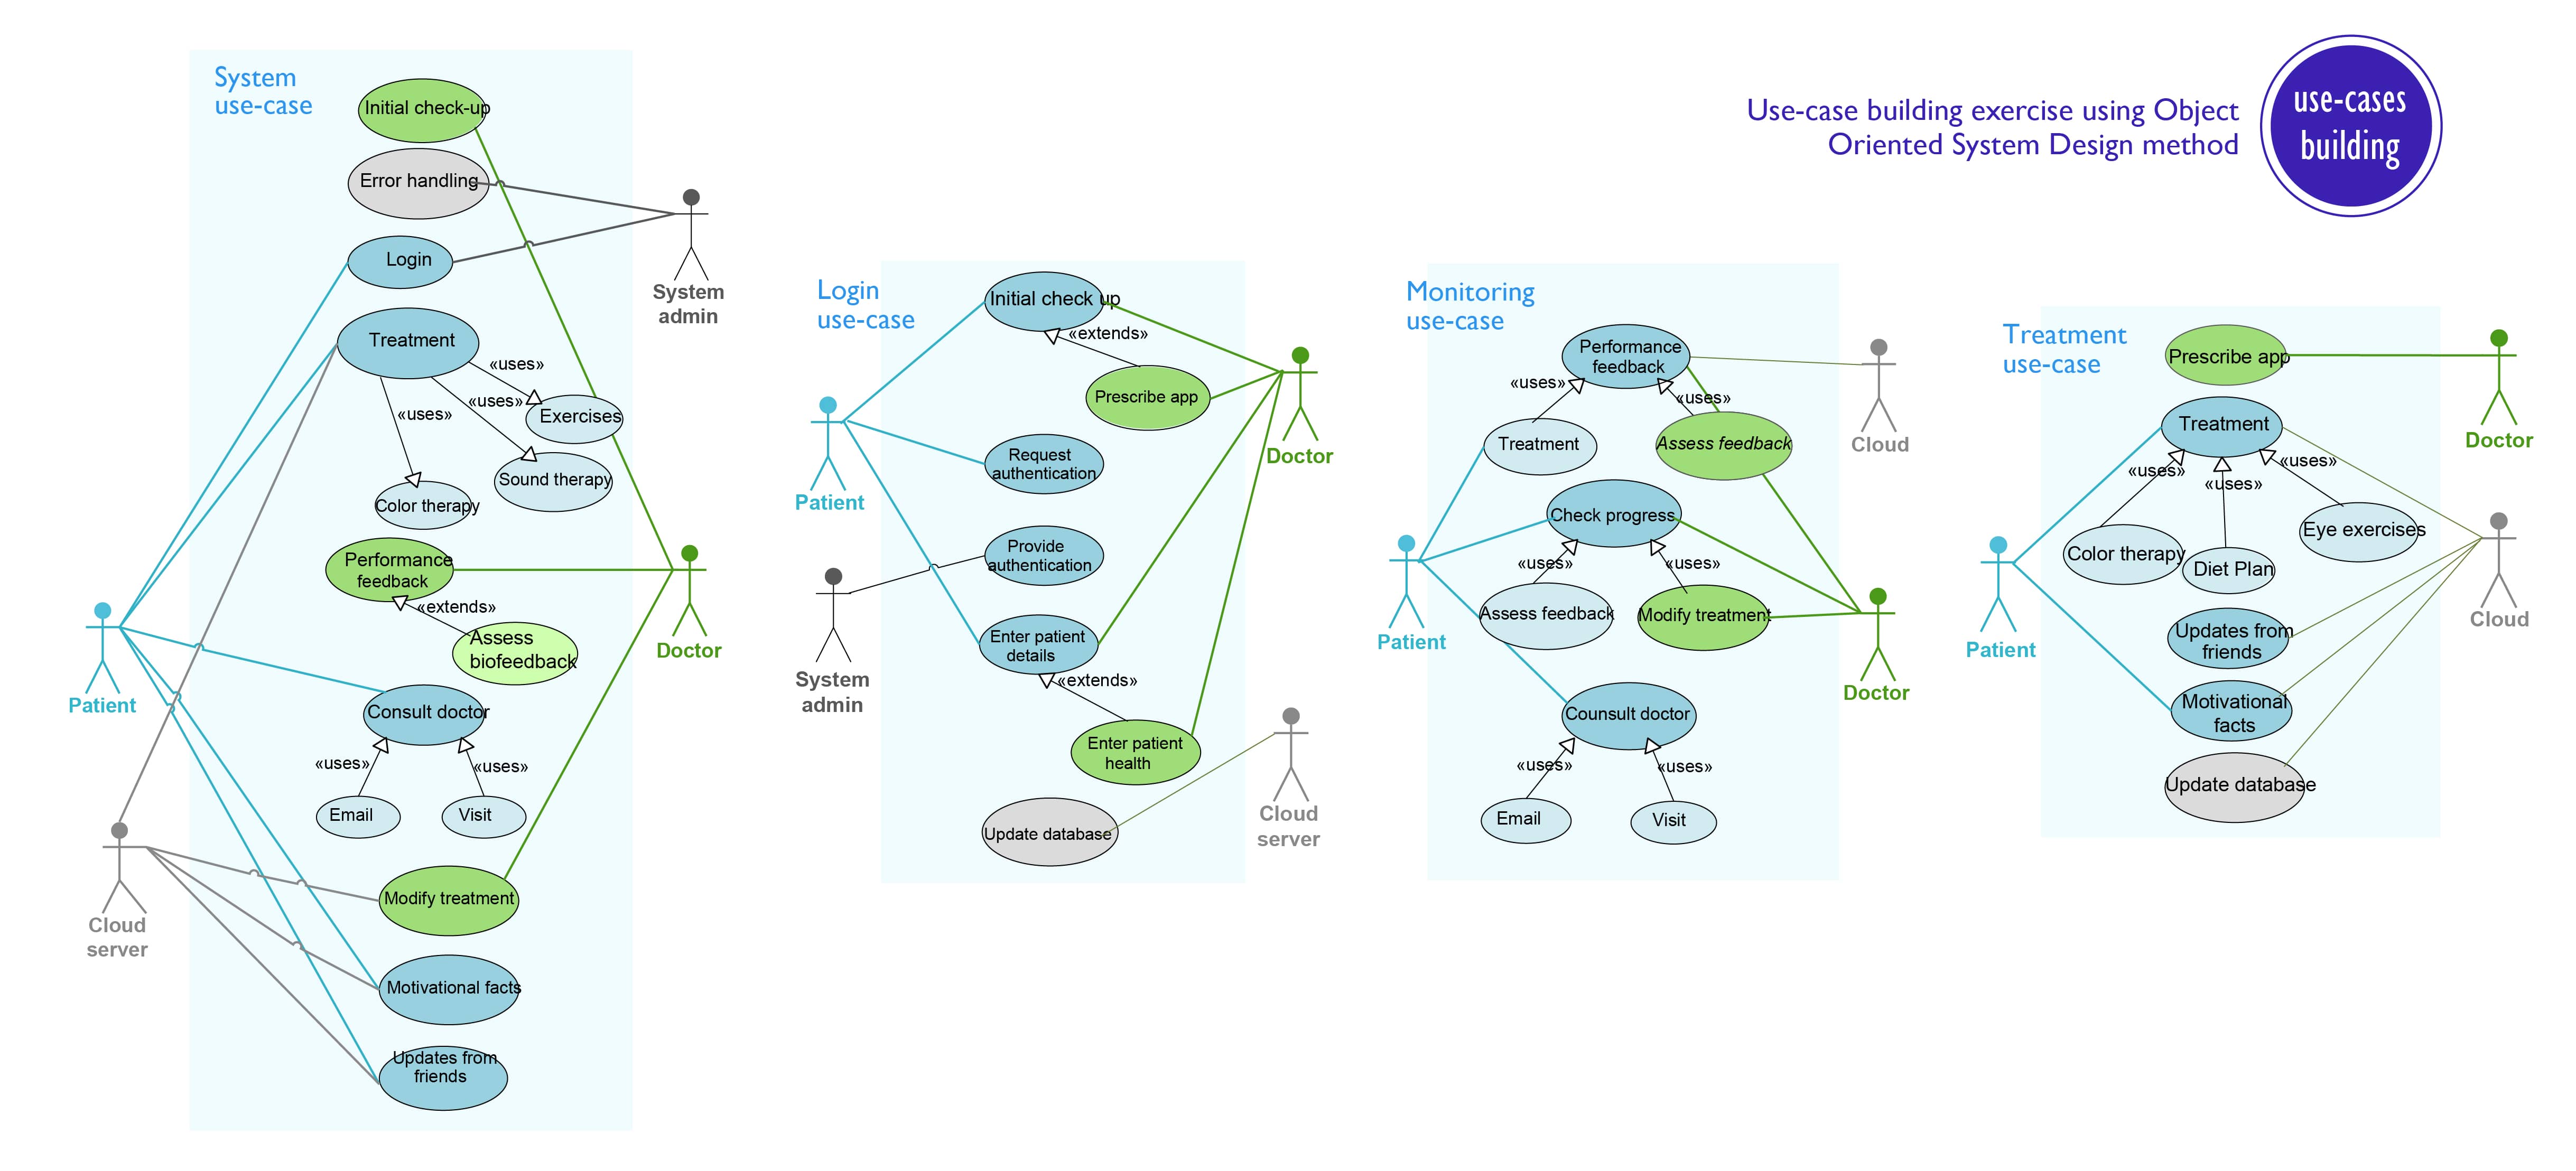 System
use-case
Initial check-up
Error handling
Login
Treatment
«uses»
«uses»
«uses»
Exercises
Sound therapy
Color therapy
Performance
feedback
«extends»
Assess
biofeedback
Consult doctor
«uses»
«uses»
Email
Visit
Modify treatment
Motivational facts
Updates from
friends
Patient
Cloud
server
System
admin
Doctor
Login
use-case
Initial check up
«extends»
Prescribe app
Request
authentication
Provide
authentication
Enter patient
details
«extends»
Enter patient
health
Update database
Patient
System
admin
Doctor
Cloud
server
Monitoring
use-case
Performance
feedback
«uses»
«uses»
Treatment
Assess feedback
Check progress
«uses»
«uses»
Assess feedback
Modify treatment
Counsult doctor
«uses»
«uses»
Email
Visit
Patient
Cloud
Doctor
Use-case building exercise using Object
Oriented System Design method
use-cases
building
Treatment
use-case
Prescribe app
Treatment
«uses»
«uses»
«uses»
Color therapy
Diet Plan
Eye exercises
Updates from
friends
Motivational
facts
Update database
Patient
Doctor
Cloud